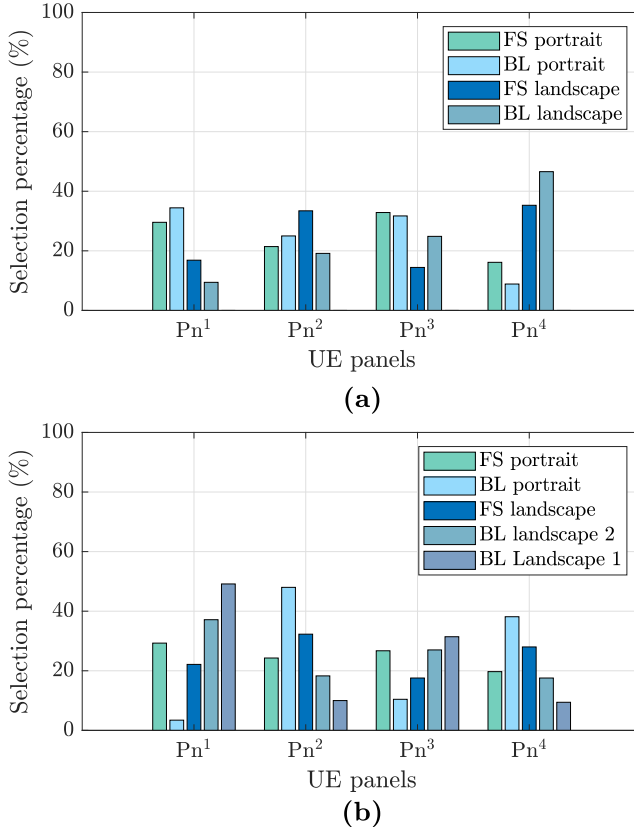 100
80
60
40
20
0
Selection percentage (%)
FS portrait
BL portrait
FS landscape
BL landscape
Pn¹ Pn² Pn³ Pn⁴
UE panels
(a)
100
80
60
40
20
0
Selection percentage (%)
FS portrait
BL portrait
FS landscape
BL landscape 2
BL Landscape 1
Pn¹ Pn² Pn³ Pn⁴
UE panels
(b)